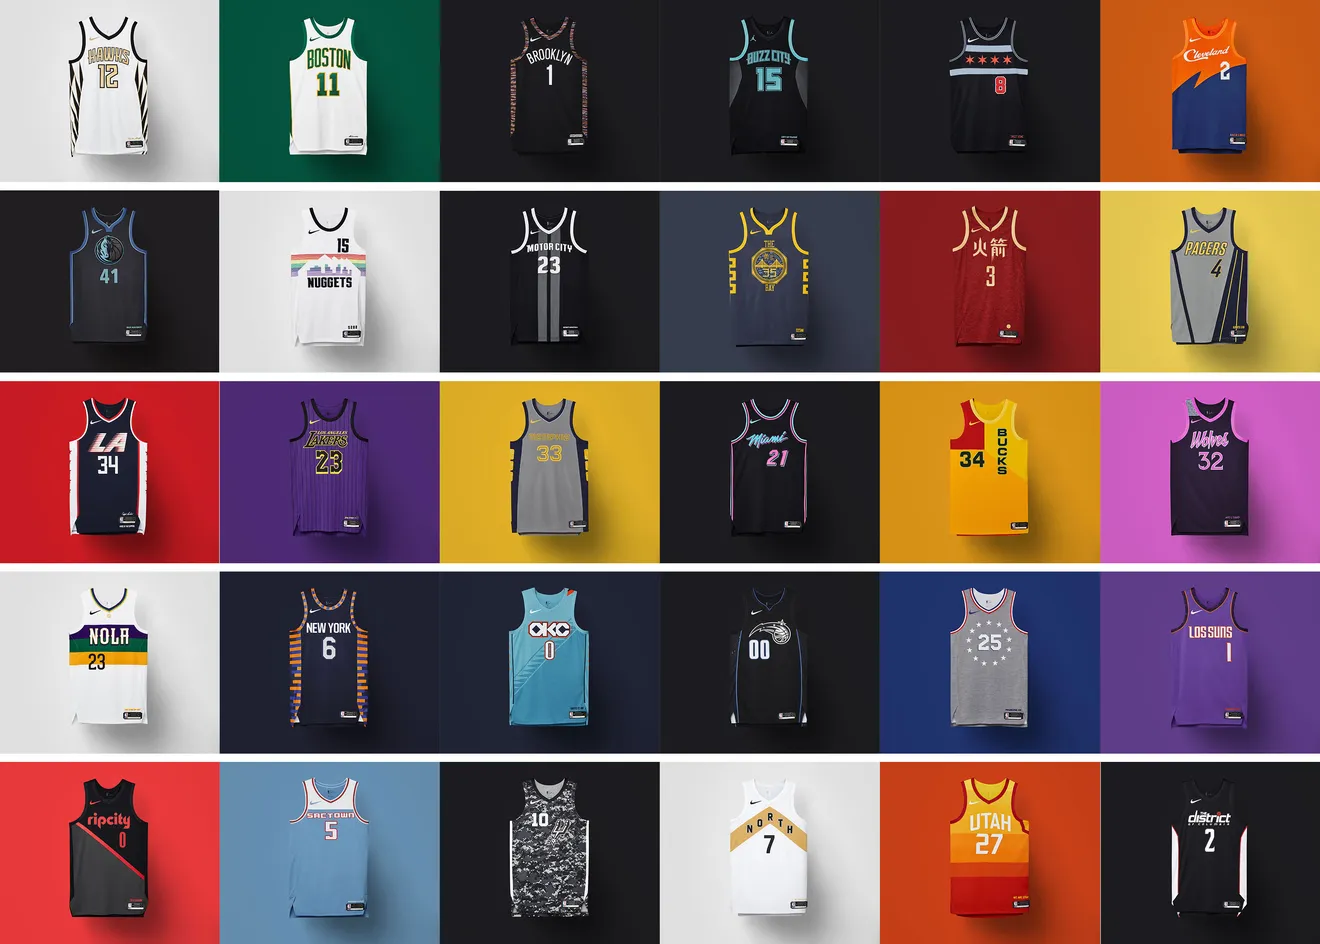 HAWKS
12
BOSTON
11
BROOKLYN
1
BUZZ CITY
15
8
Cleveland
2
41
15
NUGGETS
MOTOR CITY
23
THE
35
BAY
火箭
3
PACERS
4
LA
34
LOS ANGELES
LAKERS
23
MEMPHIS
33
Miami
21
BUCKS
34
Wolves
32
NOLA
23
NEW YORK
6
OKC
0
00
25
LOS SUNS
1
ripcity
0
SACTOWN
5
10
NORTH
7
UTAH
27
the
district
of columbia
2